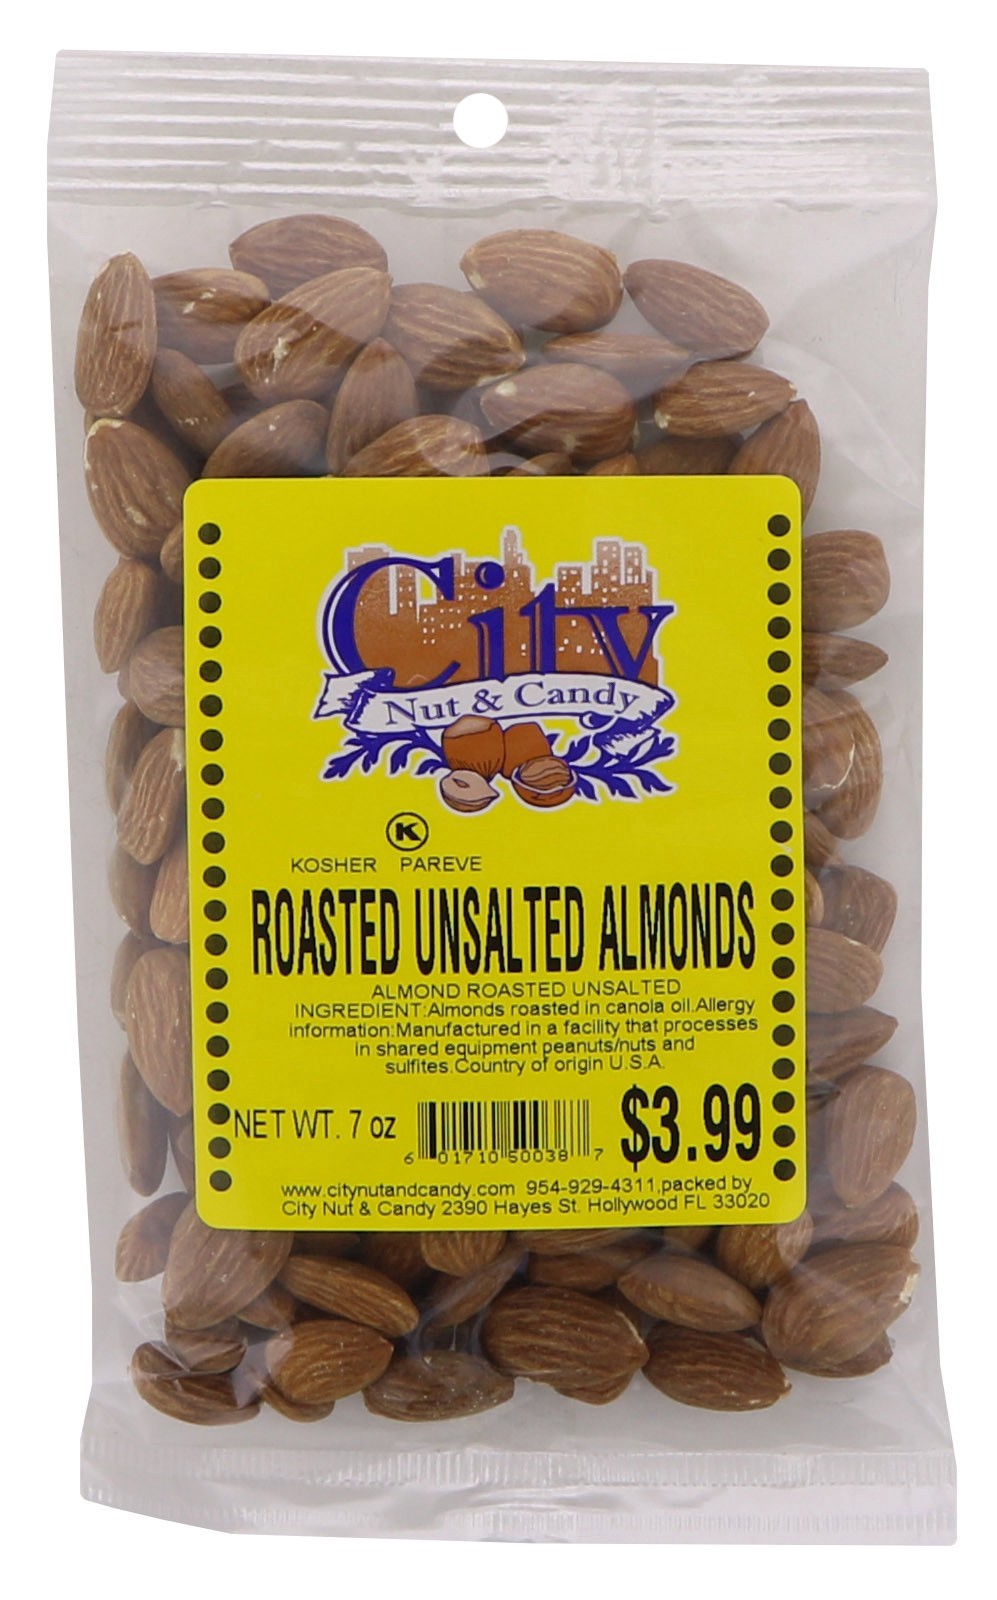 City
Nut & Candy
K
KOSHER PAREVE
ROASTED UNSALTED ALMONDS
ALMOND ROASTED UNSALTED
INGREDIENT:Almonds roasted in canola oil.Allergy
information:Manufactured in a facility that processes
in shared equipment peanuts/nuts and
sulfites.Country of origin U.S.A.
NET WT. 7 oz
$3.99
6 01710 50038 7
www.citynutandcandy.com 954-929-4311,packed by
City Nut & Candy 2390 Hayes St. Hollywood FL 33020